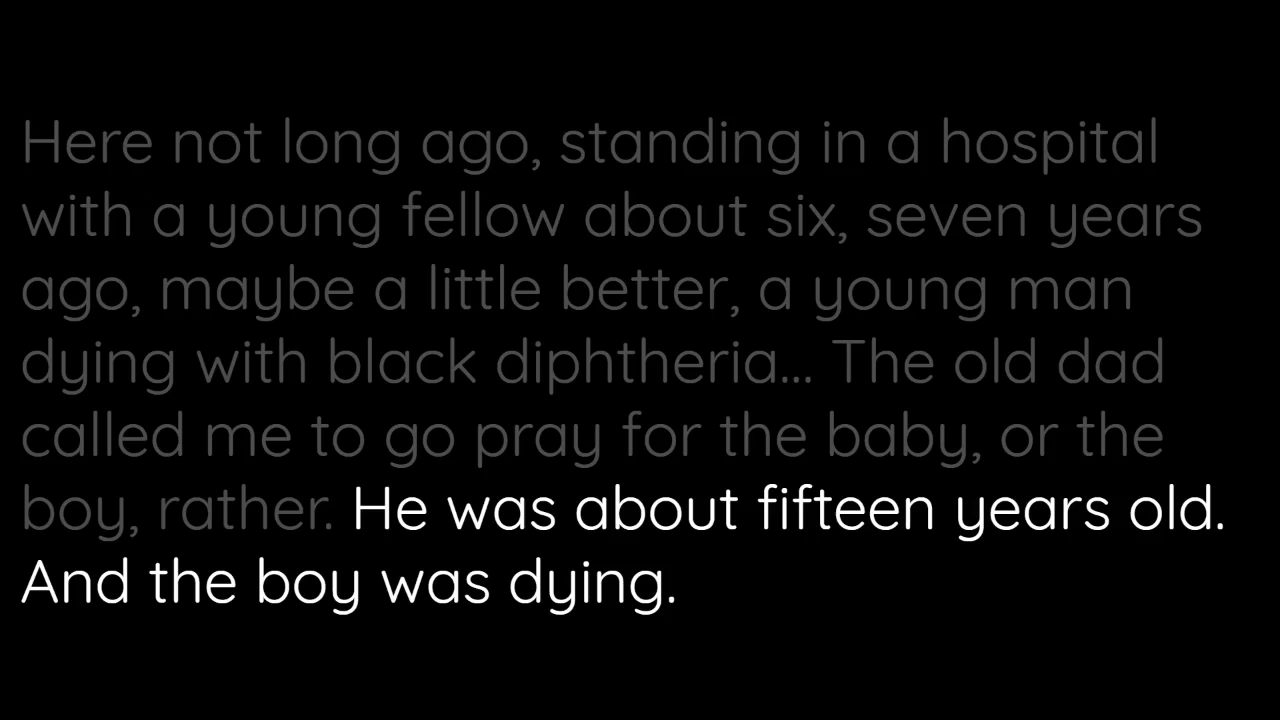 Here not long ago, standing in a hospital
with a young fellow about six, seven years
ago, maybe a little better, a young man
dying with black diphtheria... The old dad
called me to go pray for the baby, or the
boy, rather. He was about fifteen years old.
And the boy was dying.